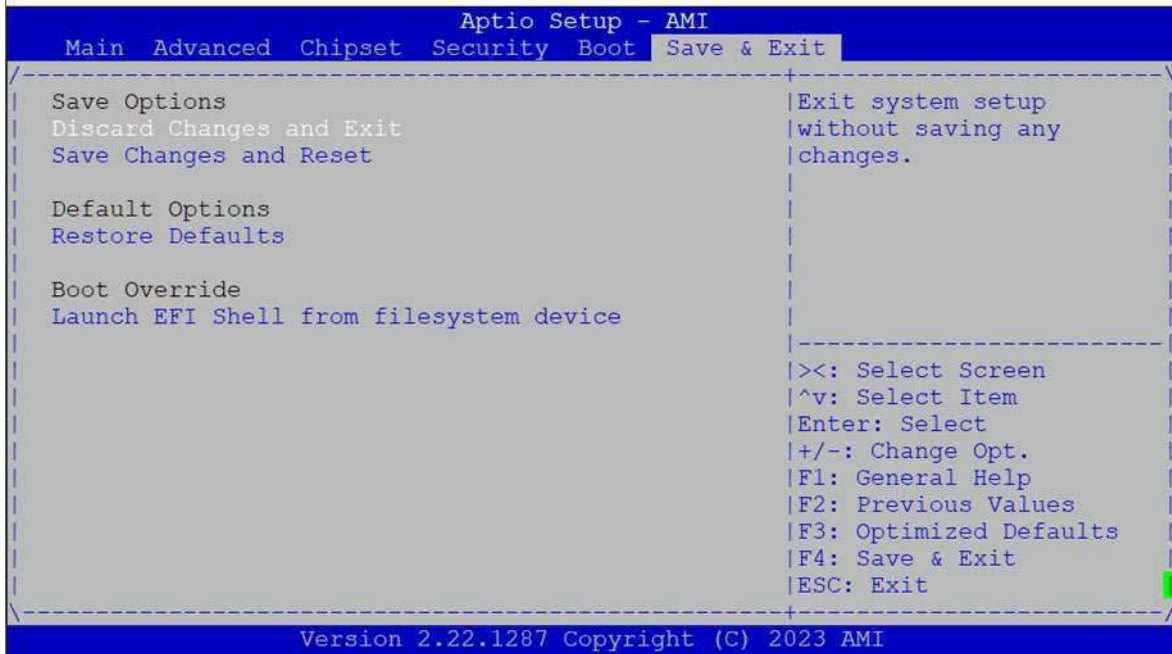 Aptio Setup - AMI
Main Advanced Chipset Security Boot Save & Exit
Save Options
Discard Changes and Exit
Save Changes and Reset
Default Options
Restore Defaults
Boot Override
Launch EFI Shell from filesystem device
Exit system setup
without saving any
changes.
><: Select Screen
^v: Select Item
Enter: Select
+/-: Change Opt.
F1: General Help
F2: Previous Values
F3: Optimized Defaults
F4: Save & Exit
ESC: Exit
Version 2.22.1287 Copyright (C) 2023 AMI